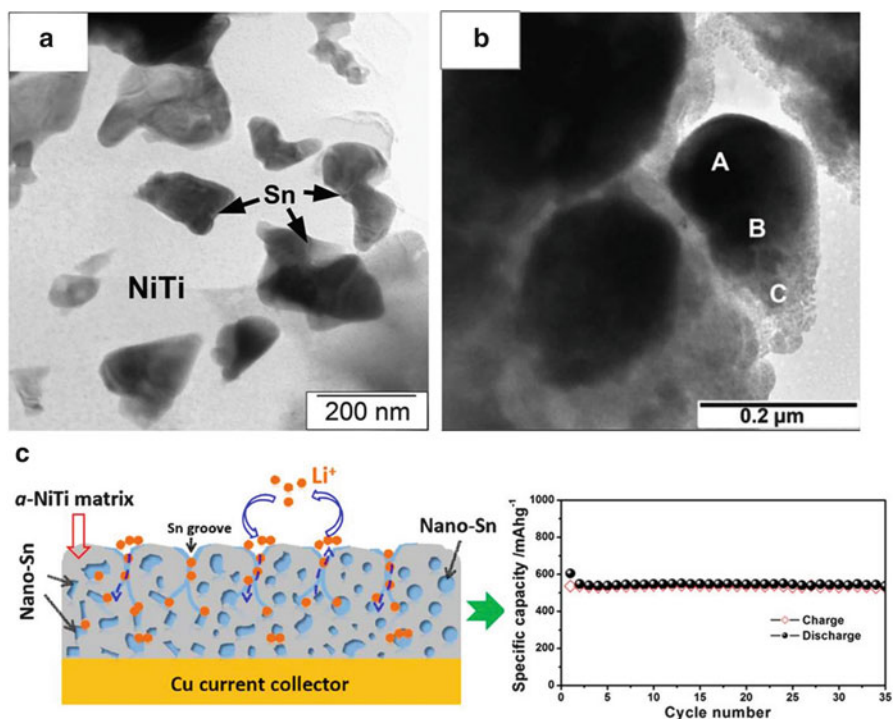 a
Sn
NiTi
200 nm
b
A
B
C
0.2 μm
c
α-NiTi matrix
Sn groove
Li⁺
Nano-Sn
Nano-Sn
Cu current collector
Specific capacity /mAhg⁻¹
1000
800
600
400
200
0
Charge
Discharge
0 5 10 15 20 25 30 35
Cycle number